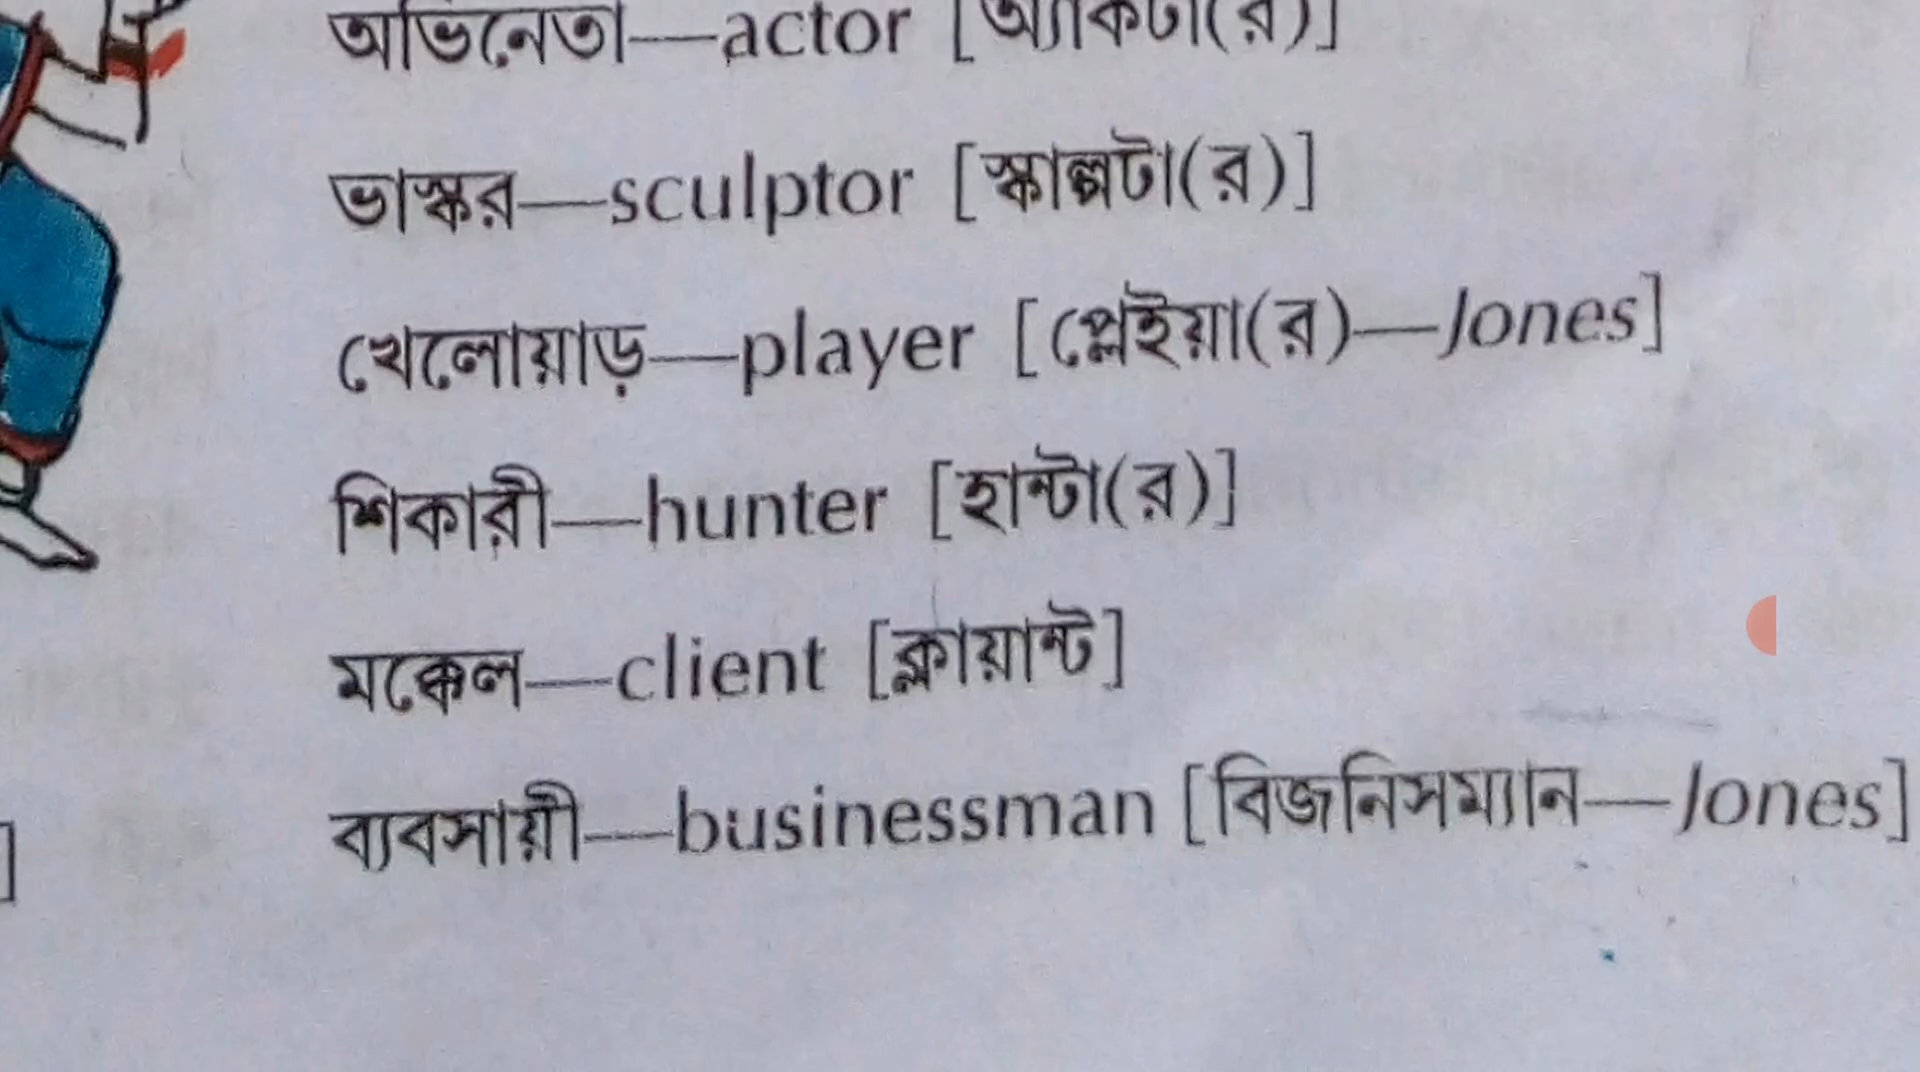 অভিনেতা—actor [অ্যাকটা(র)]
ভাস্কর—sculptor [স্কাল্পটা(র)]
খেলোয়াড়—player [প্লেইয়া(র)—Jones]
শিকারী—hunter [হান্টা(র)]
মক্কেল—client [ক্লায়ান্ট]
ব্যবসায়ী—businessman [বিজনিসম্যান—Jones]
]